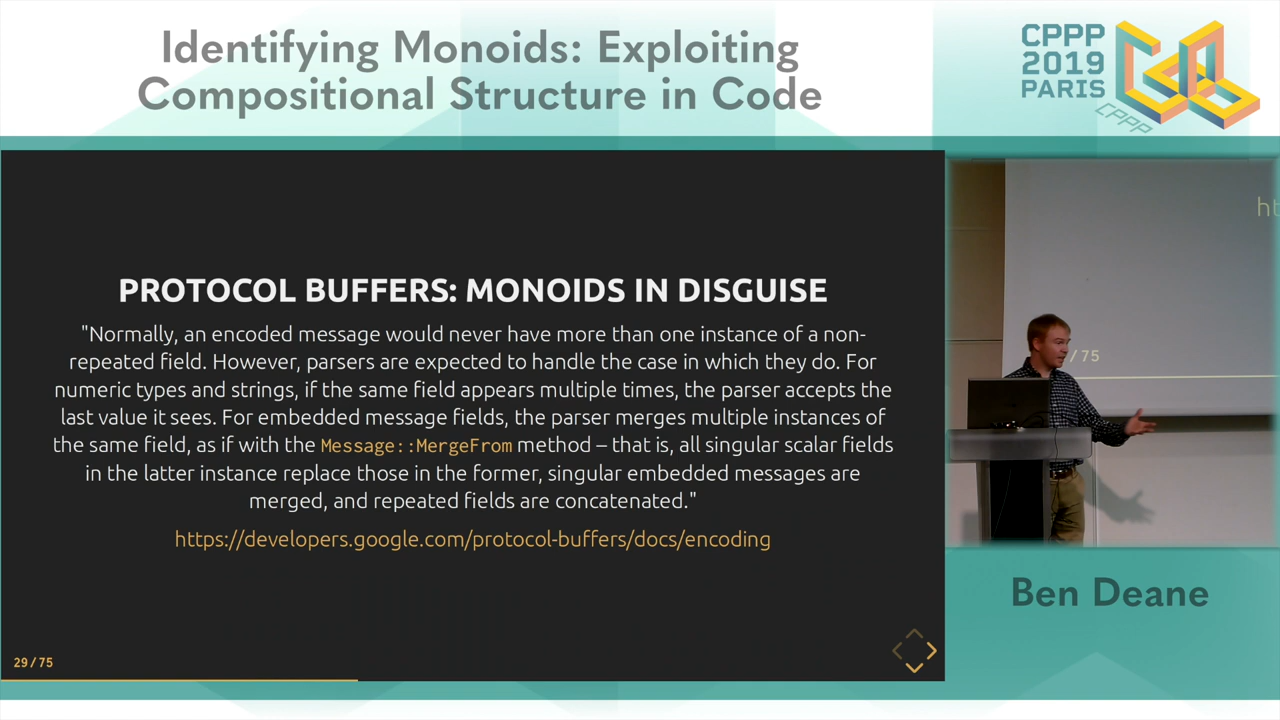 Identifying Monoids: Exploiting
Compositional Structure in Code
CPPP
2019
PARIS
CPPP
PROTOCOL BUFFERS: MONOIDS IN DISGUISE
"Normally, an encoded message would never have more than one instance of a non-
repeated field. However, parsers are expected to handle the case in which they do. For
numeric types and strings, if the same field appears multiple times, the parser accepts the
last value it sees. For embedded message fields, the parser merges multiple instances of
the same field, as if with the Message::MergeFrom method – that is, all singular scalar fields
in the latter instance replace those in the former, singular embedded messages are
merged, and repeated fields are concatenated."
https://developers.google.com/protocol-buffers/docs/encoding
29 / 75
ht
/ 75
Ben Deane